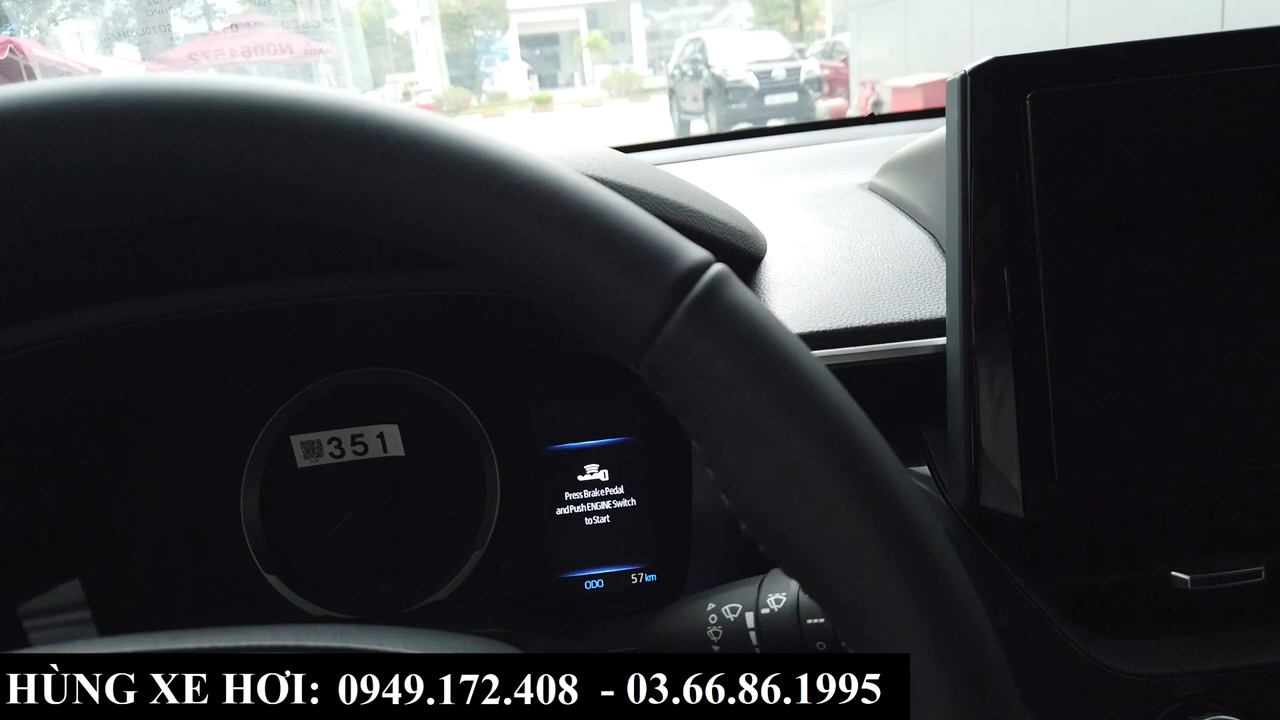 N0061572
351
Press Brake Pedal
and Push ENGINE Switch
to Start
ODO 57 km
HÙNG XE HƠI: 0949.172.408 - 03.66.86.1995